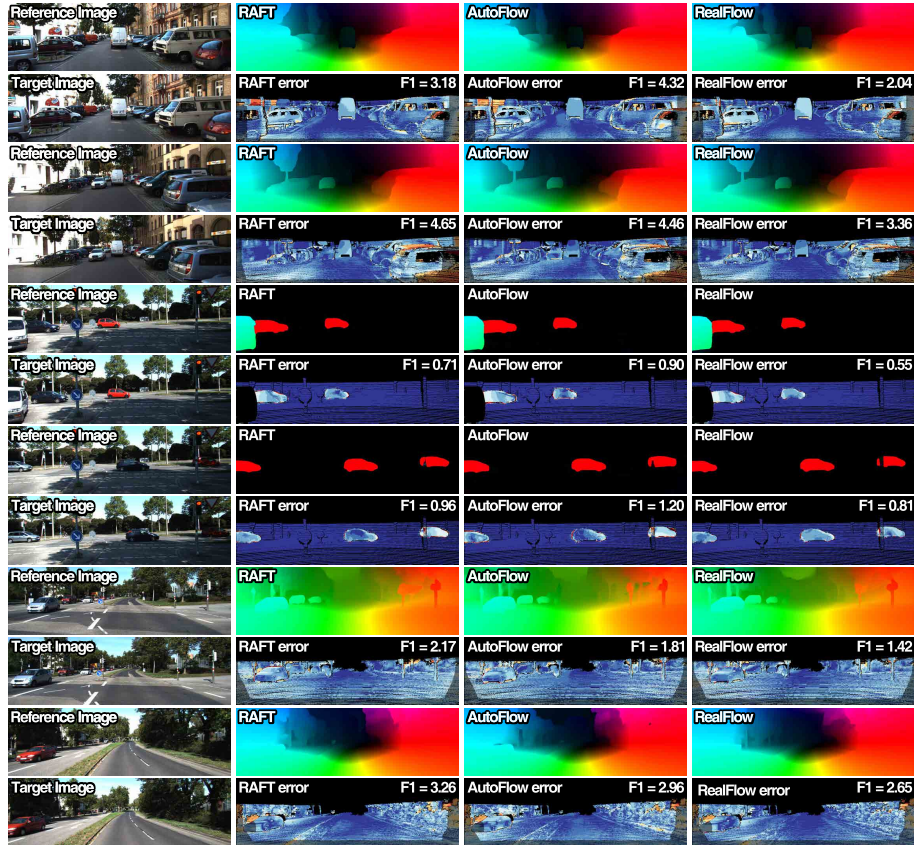 Reference Image RAFT AutoFlow RealFlow
Target Image RAFT error F1 = 3.18 AutoFlow error F1 = 4.32 RealFlow error F1 = 2.04
Reference Image RAFT AutoFlow RealFlow
Target Image RAFT error F1 = 4.65 AutoFlow error F1 = 4.46 RealFlow error F1 = 3.36
Reference Image RAFT AutoFlow RealFlow
Target Image RAFT error F1 = 0.71 AutoFlow error F1 = 0.90 RealFlow error F1 = 0.55
Reference Image RAFT AutoFlow RealFlow
Target Image RAFT error F1 = 0.96 AutoFlow error F1 = 1.20 RealFlow error F1 = 0.81
Reference Image RAFT AutoFlow RealFlow
Target Image RAFT error F1 = 2.17 AutoFlow error F1 = 1.81 RealFlow error F1 = 1.42
Reference Image RAFT AutoFlow RealFlow
Target Image RAFT error F1 = 3.26 AutoFlow error F1 = 2.96 RealFlow error F1 = 2.65